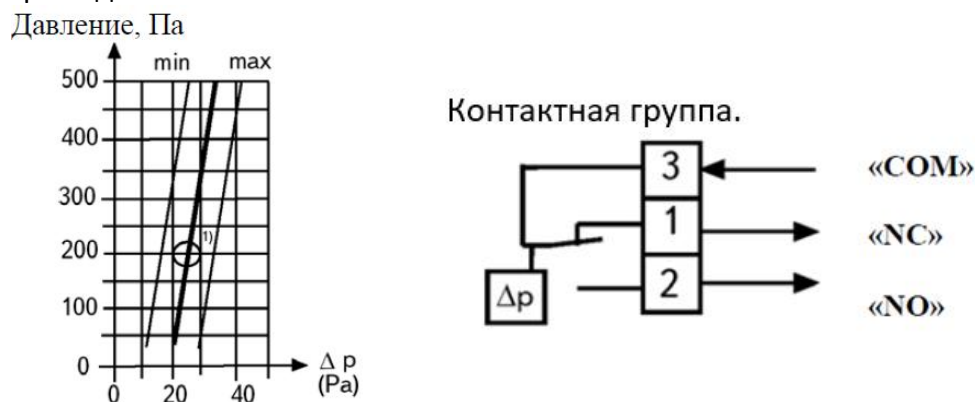 Давление, Па
min max
500
400
300
200
100
0
1)
0 20 40
Δ p
(Pa)
Контактная группа.
3 «COM»
1 «NC»
2 «NO»
Δp